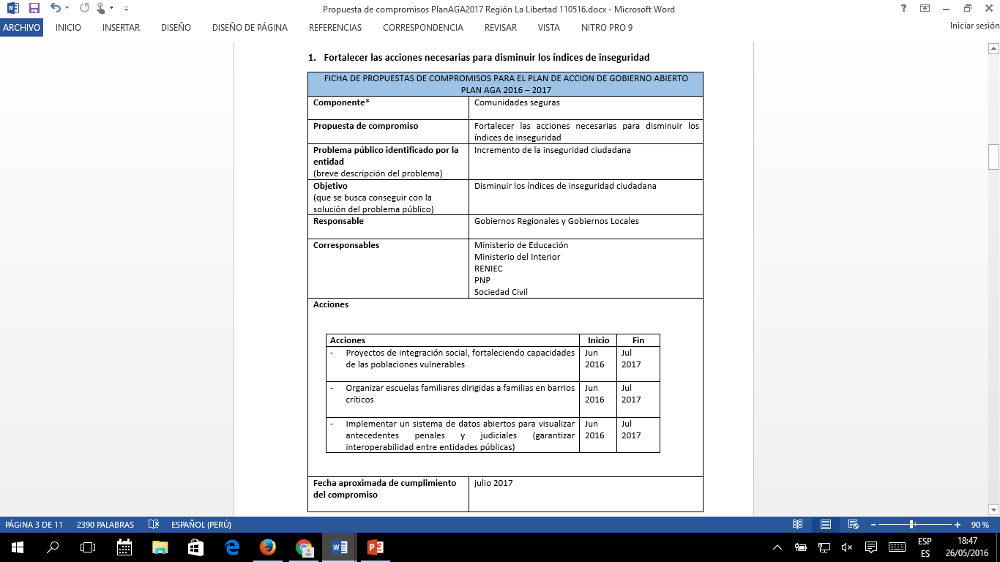 Propuesta de compromisos PlanAGA2017 Región La Libertad 110516.docx - Microsoft Word
?
ARCHIVO INICIO INSERTAR DISEÑO DISEÑO DE PÁGINA REFERENCIAS CORRESPONDENCIA REVISAR VISTA NITRO PRO 9 Iniciar sesión
1. Fortalecer las acciones necesarias para disminuir los índices de inseguridad
FICHA DE PROPUESTAS DE COMPROMISOS PARA EL PLAN DE ACCION DE GOBIERNO ABIERTO
PLAN AGA 2016 – 2017
Componente* Comunidades seguras
Propuesta de compromiso Fortalecer las acciones necesarias para disminuir los
índices de inseguridad
Problema público identificado por la Incremento de la inseguridad ciudadana
entidad
(breve descripción del problema)
Objetivo Disminuir los índices de inseguridad ciudadana
(que se busca conseguir con la
solución del problema público)
Responsable Gobiernos Regionales y Gobiernos Locales
Corresponsables Ministerio de Educación
Ministerio del Interior
RENIEC
PNP
Sociedad Civil
Acciones
Acciones Inicio Fin
- Proyectos de integración social, fortaleciendo capacidades Jun Jul
de las poblaciones vulnerables 2016 2017
- Organizar escuelas familiares dirigidas a familias en barrios Jun Jul
críticos 2016 2017
- Implementar un sistema de datos abiertos para visualizar Jun Jul
antecedentes penales y judiciales (garantizar 2016 2017
interoperabilidad entre entidades públicas)
Fecha aproximada de cumplimiento julio 2017
del compromiso
PÁGINA 3 DE 11 2390 PALABRAS ESPAÑOL (PERÚ) 90 %
ESP 18:47
ES 26/05/2016